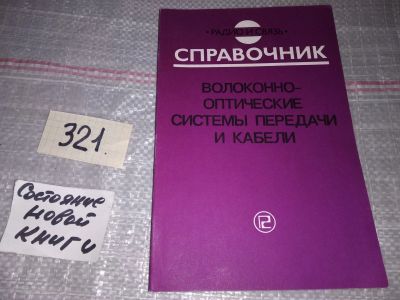 • РАДИО И СВЯЗЬ •
СПРАВОЧНИК
ВОЛОКОННО-
ОПТИЧЕСКИЕ
СИСТЕМЫ ПЕРЕДАЧИ
И КАБЕЛИ
321.
Состояние
новой
книги